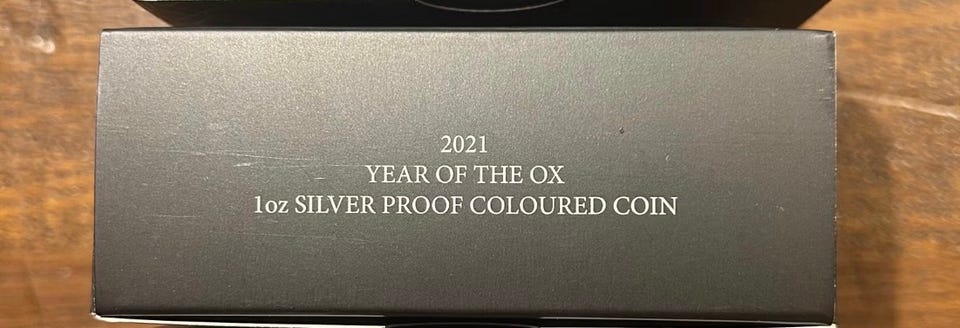 2021
YEAR OF THE OX
1oz SILVER PROOF COLOURED COIN